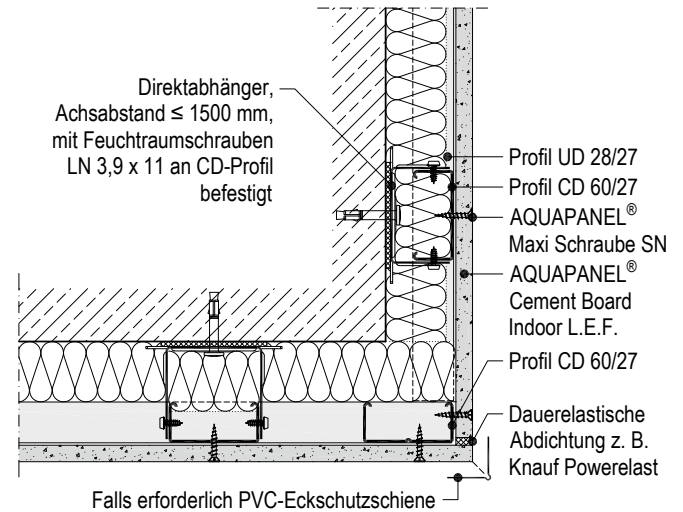 Direktabhänger,
Achsabstand ≤ 1500 mm,
mit Feuchtraumschrauben
LN 3,9 x 11 an CD-Profil
befestigt
Profil UD 28/27
Profil CD 60/27
AQUAPANEL®
Maxi Schraube SN
AQUAPANEL®
Cement Board
Indoor L.E.F.
Profil CD 60/27
Dauerelastische
Abdichtung z. B.
Knauf Powerelast
Falls erforderlich PVC-Eckschutzschiene